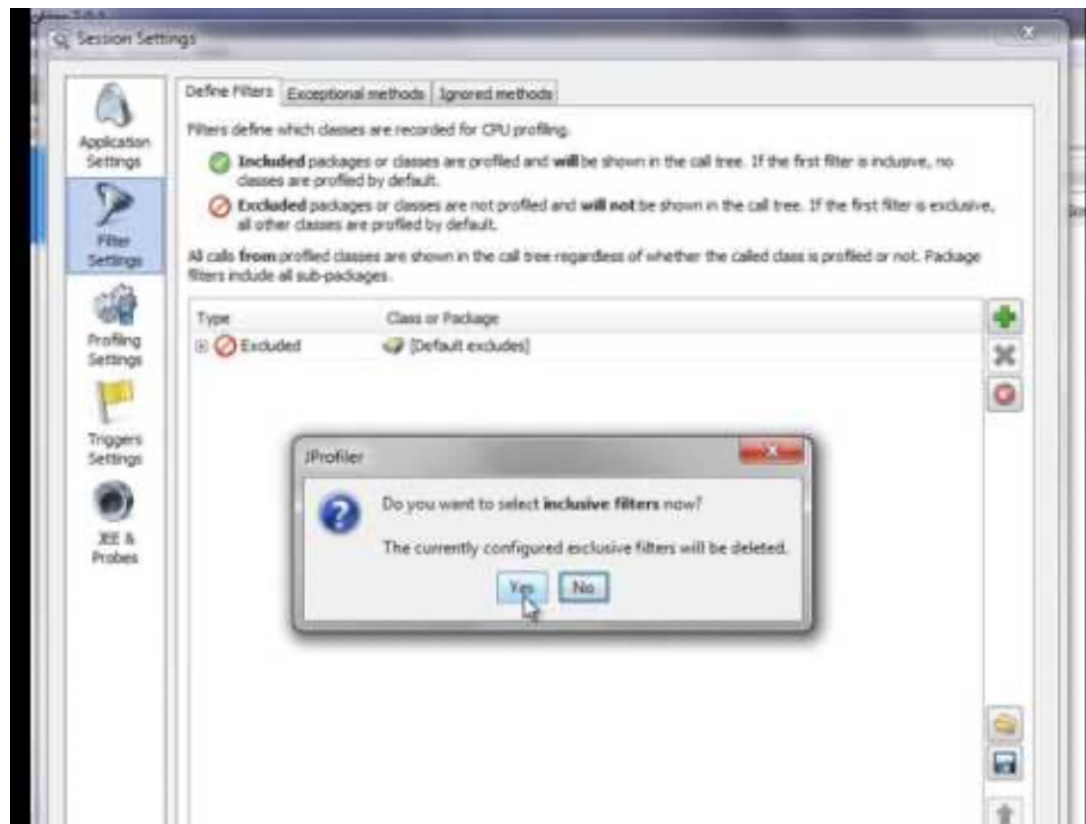 Session Settings
Define Filters
Exceptional methods
Ignored methods
Filters define which classes are recorded for CPU profiling.
Included packages or classes are profiled and will be shown in the call tree. If the first filter is inclusive, no
classes are profiled by default.
Excluded packages or classes are not profiled and will not be shown in the call tree. If the first filter is exclusive,
all other classes are profiled by default.
All calls from profiled classes are shown in the call tree regardless of whether the called class is profiled or not. Package
filters include all sub-packages.
Application
Settings
Filter
Settings
Profiling
Settings
Triggers
Settings
JEE &
Probes
Type Class or Package
Excluded [Default excludes]
JProfiler
Do you want to select inclusive filters now?
The currently configured exclusive filters will be deleted.
Yes No